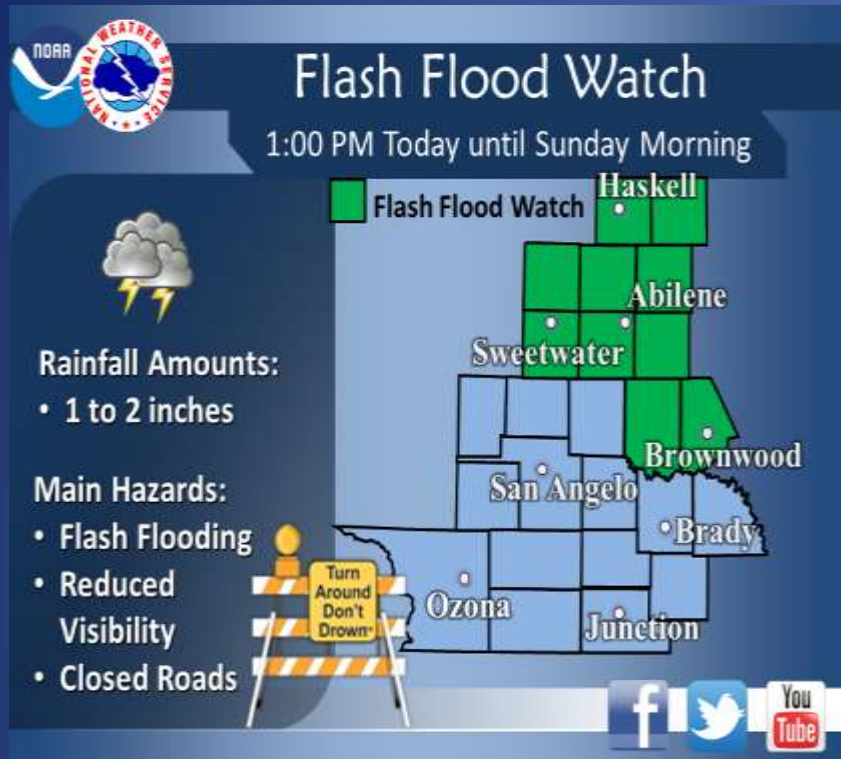 NOAA
NATIONAL WEATHER SERVICE
Flash Flood Watch
1:00 PM Today until Sunday Morning
Flash Flood Watch
Haskell
Abilene
Sweetwater
Rainfall Amounts:
• 1 to 2 inches
Brownwood
San Angelo
Brady
Main Hazards:
• Flash Flooding
• Reduced
Visibility
• Closed Roads
Turn
Around
Don't
Drown
Ozona
Junction
f
You
Tube